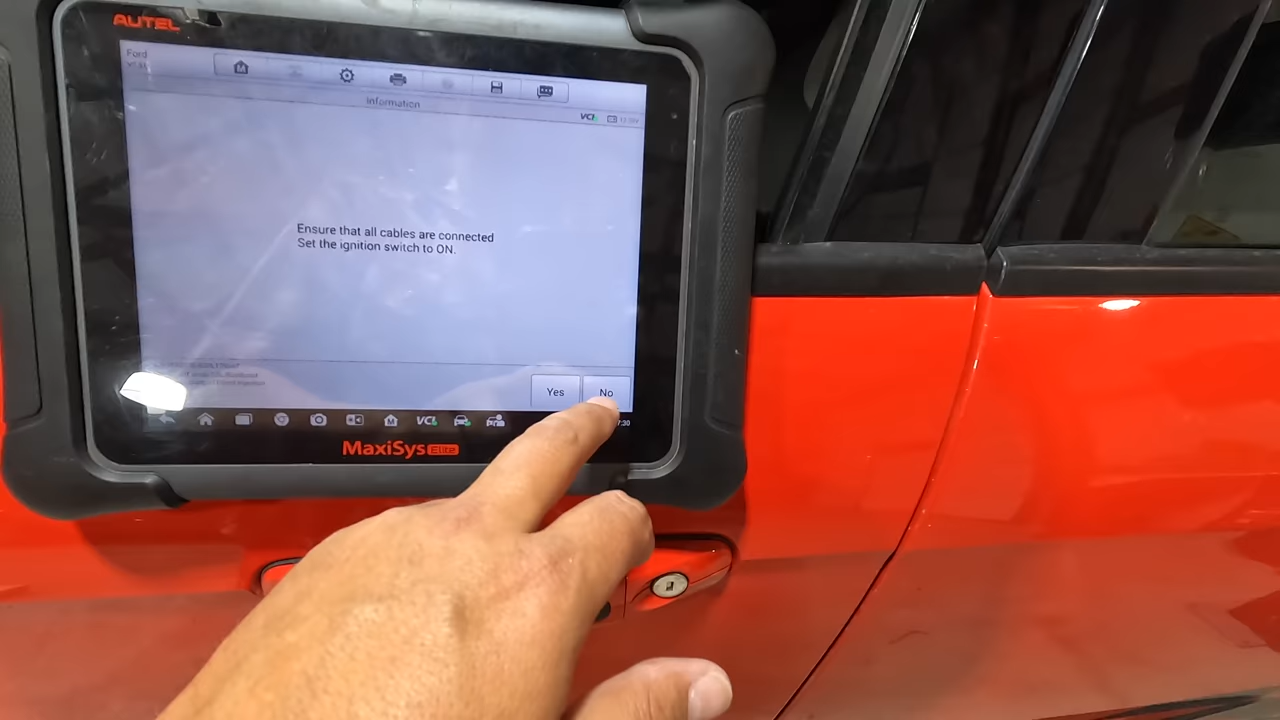 AUTEL
Ford
Information
VCI
Ensure that all cables are connected
Set the ignition switch to ON.
Yes
No
VCI
MaxiSys Elite